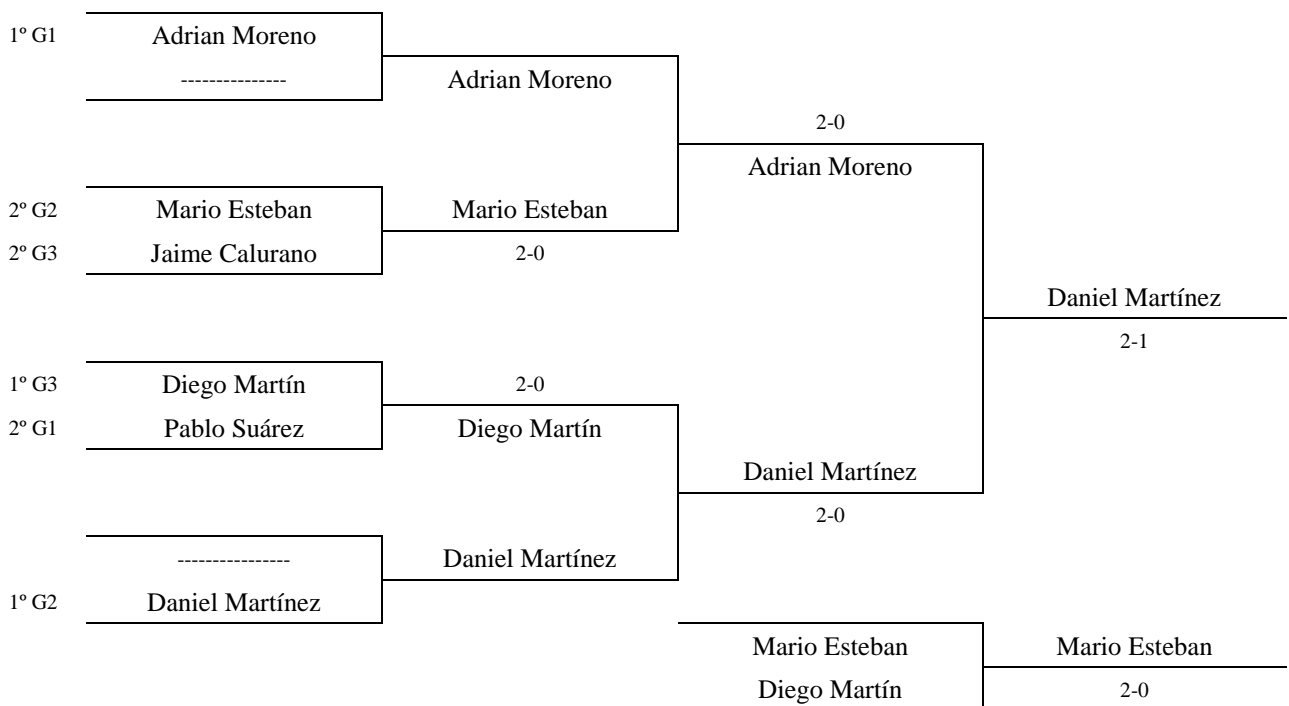 1º G1 Adrian Moreno
--------------- Adrian Moreno
2-0
Adrian Moreno
2º G2 Mario Esteban Mario Esteban
2º G3 Jaime Calurano 2-0
Daniel Martínez
2-1
1º G3 Diego Martín 2-0
2º G1 Pablo Suárez Diego Martín
Daniel Martínez
2-0
---------------- Daniel Martínez
1º G2 Daniel Martínez
Mario Esteban Mario Esteban
Diego Martín 2-0